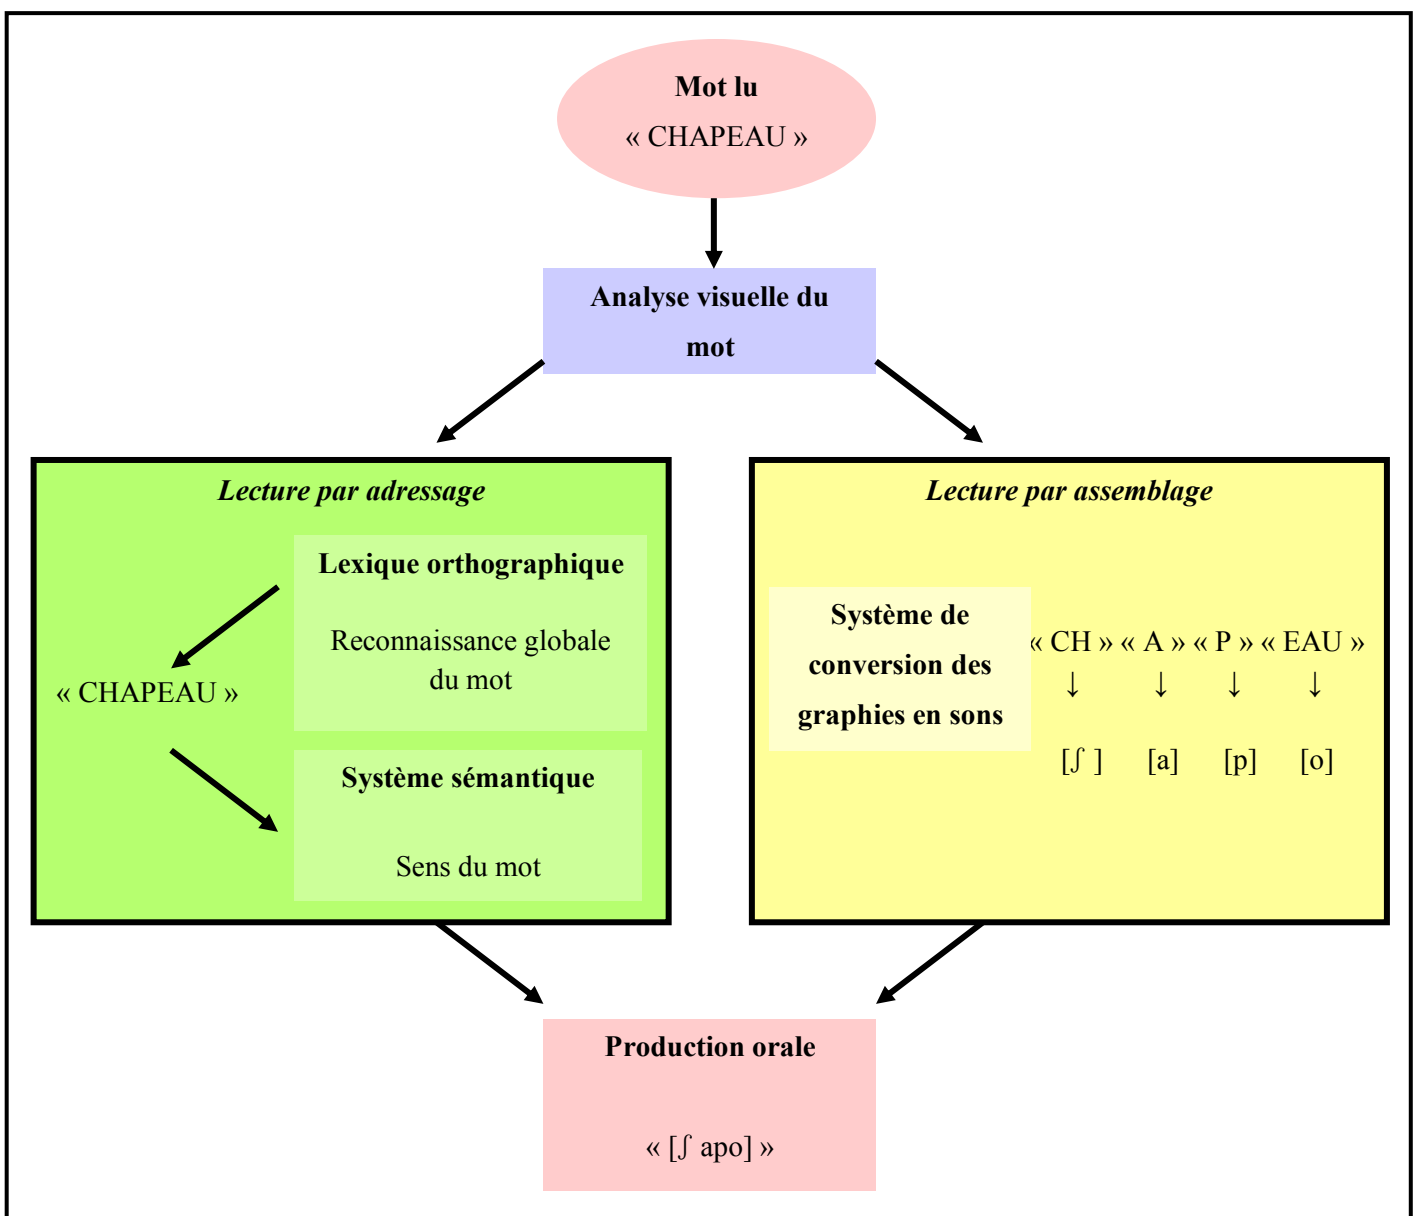 Mot lu
« CHAPEAU »
Analyse visuelle du
mot
Lecture par adressage
Lexique orthographique
Reconnaissance globale
du mot
« CHAPEAU »
Système sémantique
Sens du mot
Lecture par assemblage
Système de
conversion des
graphies en sons
« CH » « A » « P » « EAU »
↓ ↓ ↓ ↓
[ʃ ] [a] [p] [o]
Production orale
« [ʃ apo] »